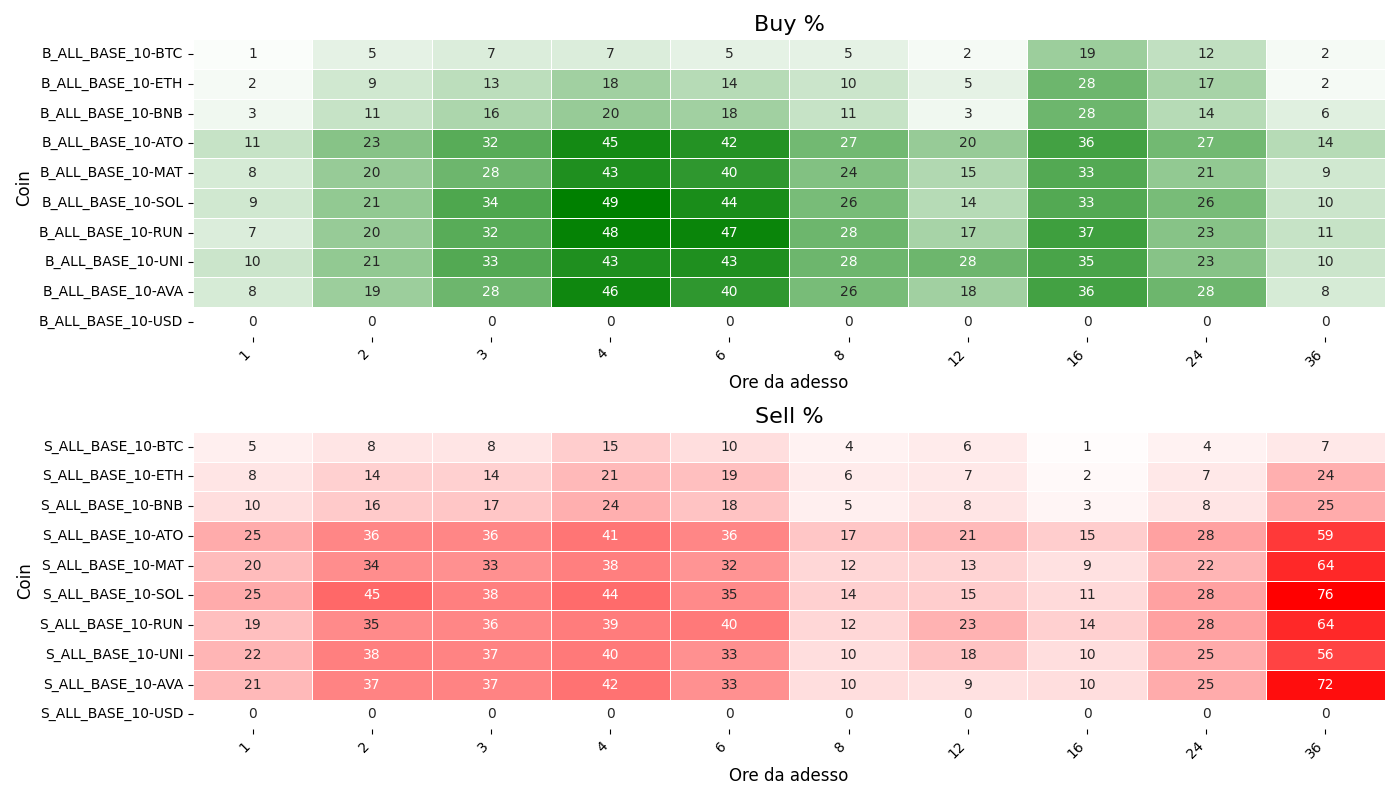 Buy %
Coin
B_ALL_BASE_10-BTC 1 5 7 7 5 5 2 19 12 2
B_ALL_BASE_10-ETH 2 9 13 18 14 10 5 28 17 2
B_ALL_BASE_10-BNB 3 11 16 20 18 11 3 28 14 6
B_ALL_BASE_10-ATO 11 23 32 45 42 27 20 36 27 14
B_ALL_BASE_10-MAT 8 20 28 43 40 24 15 33 21 9
B_ALL_BASE_10-SOL 9 21 34 49 44 26 14 33 26 10
B_ALL_BASE_10-RUN 7 20 32 48 47 28 17 37 23 11
B_ALL_BASE_10-UNI 10 21 33 43 43 28 28 35 23 10
B_ALL_BASE_10-AVA 8 19 28 46 40 26 18 36 28 8
B_ALL_BASE_10-USD 0 0 0 0 0 0 0 0 0 0
1 2 3 4 6 8 12 16 24 36
Ore da adesso
Sell %
Coin
S_ALL_BASE_10-BTC 5 8 8 15 10 4 6 1 4 7
S_ALL_BASE_10-ETH 8 14 14 21 19 6 7 2 7 24
S_ALL_BASE_10-BNB 10 16 17 24 18 5 8 3 8 25
S_ALL_BASE_10-ATO 25 36 36 41 36 17 21 15 28 59
S_ALL_BASE_10-MAT 20 34 33 38 32 12 13 9 22 64
S_ALL_BASE_10-SOL 25 45 38 44 35 14 15 11 28 76
S_ALL_BASE_10-RUN 19 35 36 39 40 12 23 14 28 64
S_ALL_BASE_10-UNI 22 38 37 40 33 10 18 10 25 56
S_ALL_BASE_10-AVA 21 37 37 42 33 10 9 10 25 72
S_ALL_BASE_10-USD 0 0 0 0 0 0 0 0 0 0
1 2 3 4 6 8 12 16 24 36
Ore da adesso